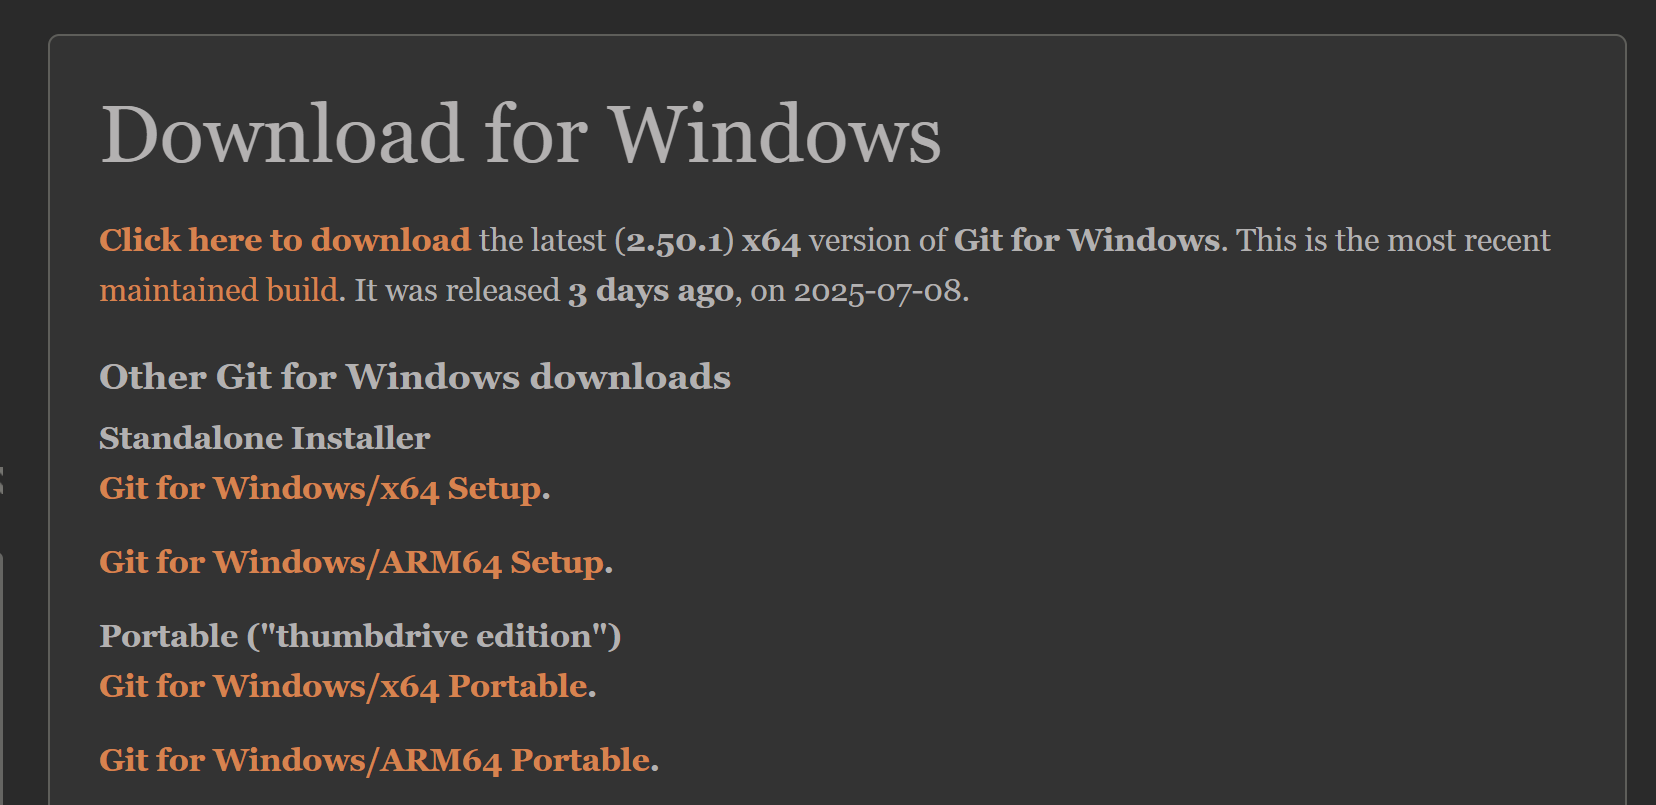 Download for Windows
Click here to download the latest (2.50.1) x64 version of Git for Windows. This is the most recent
maintained build. It was released 3 days ago, on 2025-07-08.
Other Git for Windows downloads
Standalone Installer
Git for Windows/x64 Setup.
Git for Windows/ARM64 Setup.
Portable ("thumbdrive edition")
Git for Windows/x64 Portable.
Git for Windows/ARM64 Portable.